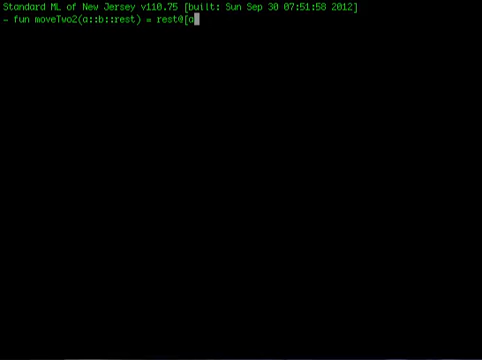 Standard ML of New Jersey v110.75 [built: Sun Sep 30 07:51:58 2012]
- fun moveTwo2(a::b::rest) = rest@[a